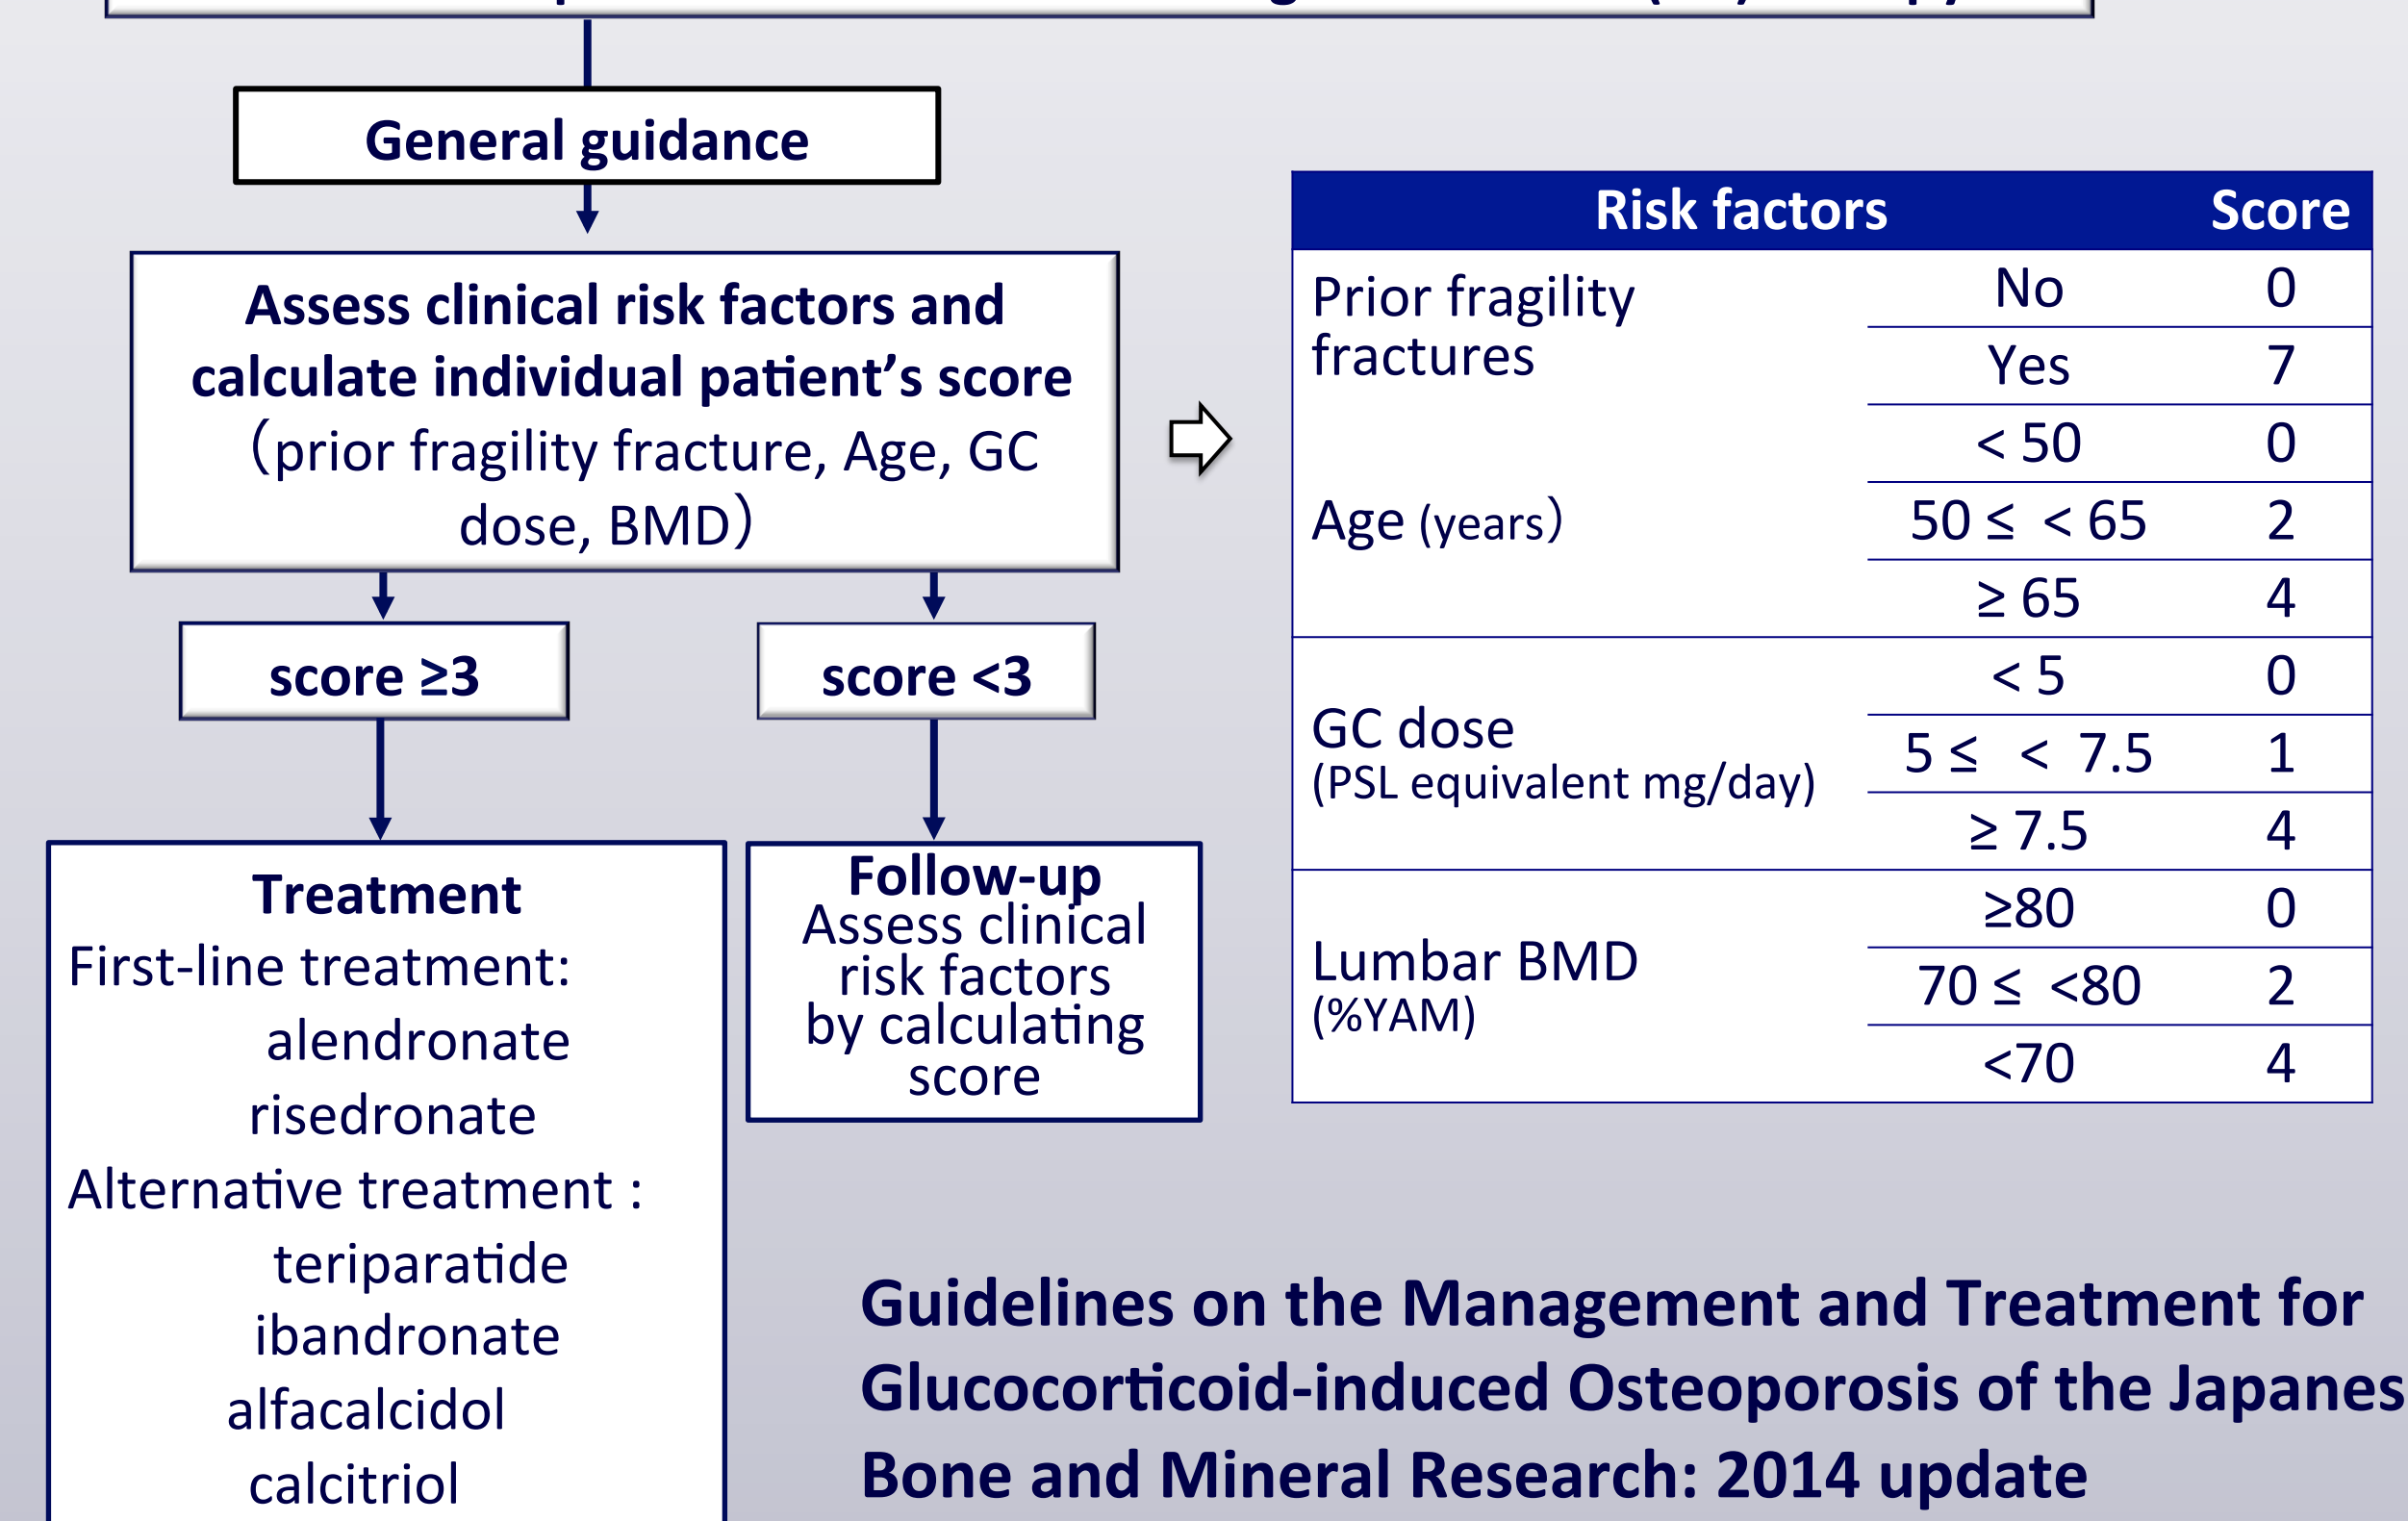 General guidance
Assess clinical risk factors and
calculate individual patient’s score
（prior fragility fracture, Age, GC
dose, BMD）
score ≥3
score <3
Treatment
First-line treatment:
alendronate
risedronate
Alternative treatment :
teriparatide
ibandronate
alfacalcidol
calcitriol
Follow-up
Assess clinical
risk factors
by calculating
score
Risk factors Score
Prior fragility
fractures
No 0
Yes 7
Age (years）
< 50 0
50 ≤ < 65 2
≥ 65 4
GC dose
(PSL equivalent mg/day)
< 5 0
5 ≤ < 7.5 1
≥ 7.5 4
Lumbar BMD
(%YAM)
≥80 0
70 ≤ <80 2
<70 4
Guidelines on the Management and Treatment for
Glucocorticoid-induced Osteoporosis of the Japanes
Bone and Mineral Research: 2014 update